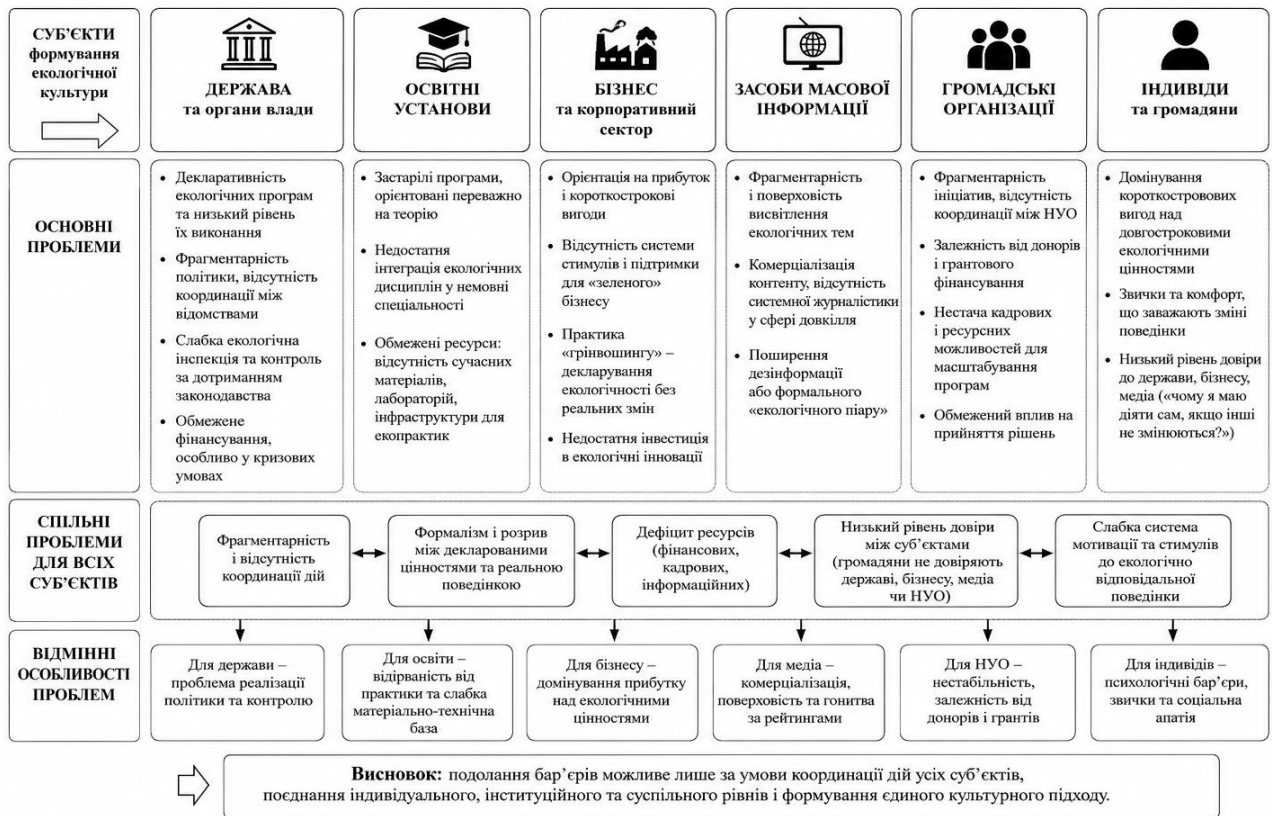 СУБ’ЄКТИ
формування
екологічної
культури
ДЕРЖАВА
та органи влади
ОСВІТНІ
УСТАНОВИ
БІЗНЕС
та корпоративний
сектор
ЗАСОБИ МАСОВОЇ
ІНФОРМАЦІЇ
ГРОМАДСЬКІ
ОРГАНІЗАЦІЇ
ІНДИВІДИ
та громадяни
ОСНОВНІ
ПРОБЛЕМИ
• Декларативність
екологічних програм
та низький рівень
їх виконання
• Фрагментарність
політики, відсутність
координації між
відомствами
• Слабка екологічна
інспекція та контроль
за дотриманням
законодавства
• Обмежене
фінансування,
особливо у кризових
умовах
• Застарілі програми,
орієнтовані переважно
на теорію
• Недостатня
інтеграція екологічних
дисциплін у немовні
спеціальності
• Обмежені ресурси:
відсутність сучасних
матеріалів,
лабораторій,
інфраструктури для
екопрактик
• Орієнтація на прибуток
і короткострокові
вигоди
• Відсутність системи
стимулів і підтримки
для «зеленого»
бізнесу
• Практика
«грінвошингу» –
декларування
екологічності без
реальних змін
• Недостатня інвестиція
в екологічні інновації
• Фрагментарність
і поверховість
висвітлення
екологічних тем
• Комерціалізація
контенту, відсутність
системної журналістики
у сфері довкілля
• Поширення
дезінформації
або формального
«екологічного піару»
• Фрагментарність
ініціатив, відсутність
координації між НУО
• Залежність від донорів
і грантового
фінансування
• Нестача кадрових
і ресурсних
можливостей для
масштабування
програм
• Обмежений вплив на
прийняття рішень
• Домінування
короткостровових
вигод над
довгостроковими
екологічними
цінностями
• Звички та комфорт,
що заважають зміні
поведінки
• Низький рівень довіри
до держави, бізнесу,
медіа («чому я маю
діяти сам, якщо інші
не змінюються?»)
СПІЛЬНІ
ПРОБЛЕМИ
ДЛЯ ВСІХ
СУБ’ЄКТІВ
Фрагментарність
і відсутність
координації дій
Формалізм і розрив
між декларованими
цінностями та реальною
поведінкою
Дефіцит ресурсів
(фінансових,
кадрових,
інформаційних)
Низький рівень довіри
між суб’єктами
(громадяни не довіряють
державі, бізнесу, медіа
чи НУО)
Слабка система
мотивації та стимулів
до екологічно
відповідальної
поведінки
ВІДМІННІ
ОСОБЛИВОСТІ
ПРОБЛЕМ
Для держави –
проблема реалізації
політики та контролю
Для освіти –
відірваність від
практики та слабка
матеріально-технічна
база
Для бізнесу –
домінування прибутку
над екологічними
цінностями
Для медіа –
комерціалізація,
поверховість та гонитва
за рейтингами
Для НУО –
нестабільність,
залежність від
донорів і грантів
Для індивідів –
психологічні бар’єри,
звички та соціальна
апатія
Висновок: подолання бар’єрів можливе лише за умови координації дій усіх суб’єктів,
поєднання індивідуального, інституційного та суспільного рівнів і формування єдиного культурного підходу.